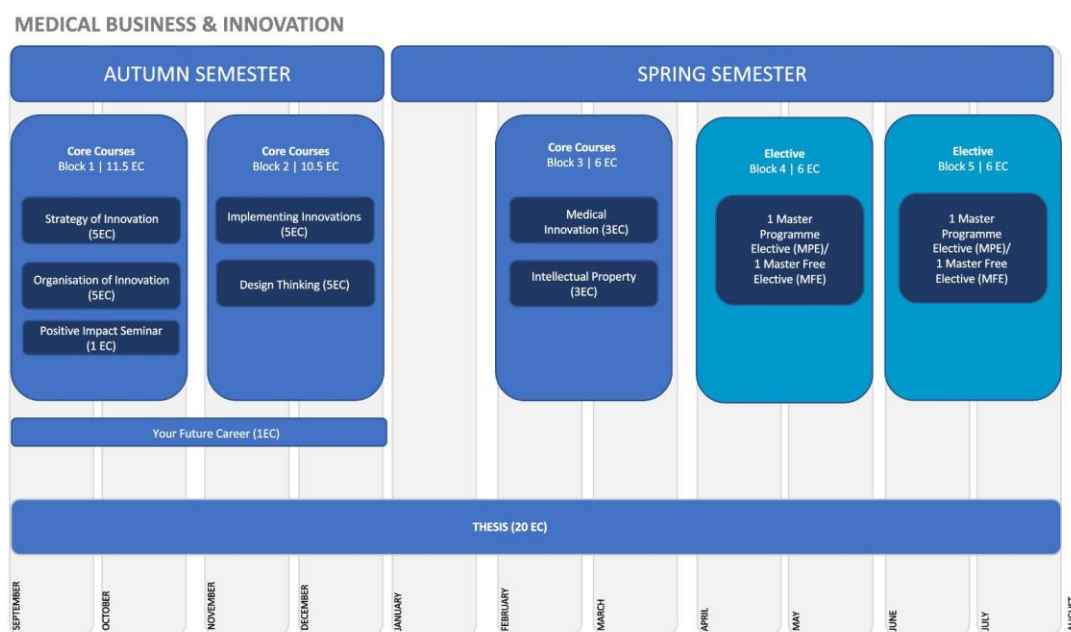 MEDICAL BUSINESS & INNOVATION
AUTUMN SEMESTER
SPRING SEMESTER
Core Courses
Block 1 | 11.5 EC
Strategy of Innovation
(5EC)
Organisation of Innovation
(5EC)
Positive Impact Seminar
(1 EC)
Core Courses
Block 2 | 10.5 EC
Implementing Innovations
(5EC)
Design Thinking (5EC)
Core Courses
Block 3 | 6 EC
Medical
Innovation (3EC)
Intellectual Property
(3EC)
Elective
Block 4 | 6 EC
1 Master
Programme
Elective (MPE)/
1 Master Free
Elective (MFE)
Elective
Block 5 | 6 EC
1 Master
Programme
Elective (MPE)/
1 Master Free
Elective (MFE)
Your Future Career (1EC)
THESIS (20 EC)
SEPTEMBER
OCTOBER
NOVEMBER
DECEMBER
JANUARY
FEBRUARY
MARCH
APRIL
MAY
JUNE
JULY
AUGUST